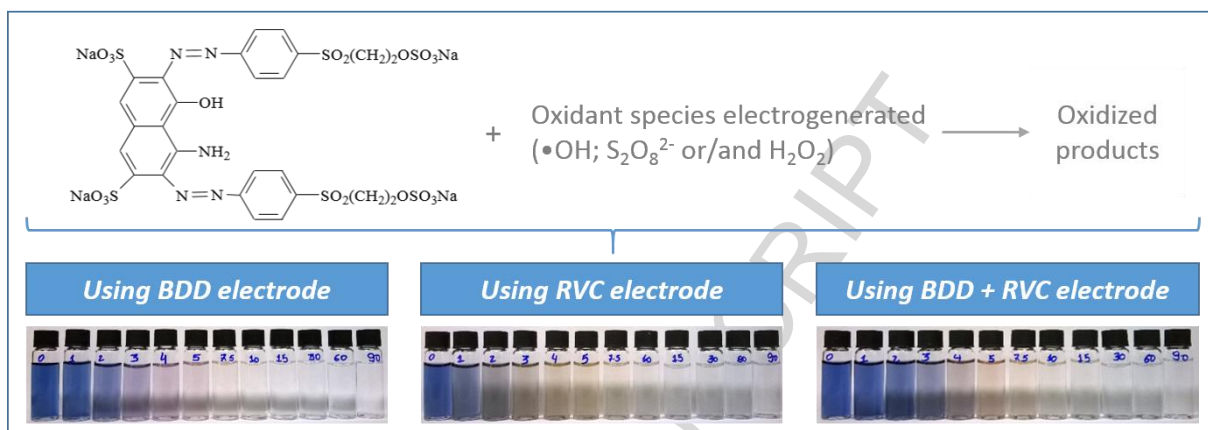 NaO₃S N=N SO₂(CH₂)₂OSO₃Na
OH
NH₂
NaO₃S N=N SO₂(CH₂)₂OSO₃Na
+ Oxidant species electrogenerated
(•OH; S₂O₈²⁻ or/and H₂O₂)
Oxidized
products
Using BDD electrode
0 1 2 3 4 5 7.5 10 15 30 60 90
Using RVC electrode
0 1 2 3 4 5 7.5 10 15 30 60 90
Using BDD + RVC electrode
0 1 2 3 4 5 7.5 10 15 30 60 90